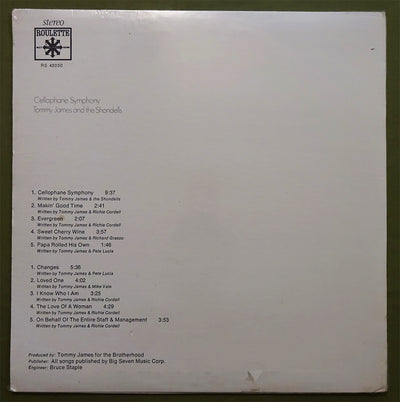 stereo
ROULETTE
RS 42030
Cellophane Symphony
Tommy James and the Shondells
1. Cellophane Symphony 9:37
Written by Tommy James & the Shondells
2. Makin' Good Time 2:41
Written by Tommy James & Richie Cordell
3. Evergreen 2:07
Written by Tommy James & Richie Cordell
4. Sweet Cherry Wine 3:57
Written by Tommy James & Richard Grasso
5. Papa Rolled His Own 1:46
Written by Tommy James & Pete Lucia
1. Changes 5:36
Written by Tommy James & Pete Lucia
2. Loved One 4:02
Written by Tommy James & Mike Vale
3. I Know Who I Am 3:25
Written by Tommy James & Richie Cordell
4. The Love Of A Woman 4:29
Written by Tommy James & Richie Cordell
5. On Behalf Of The Entire Staff & Management 3:53
Written by Tommy James & Richie Cordell
Produced by: Tommy James for the Brotherhood
Publisher: All songs published by Big Seven Music Corp.
Engineer: Bruce Staple